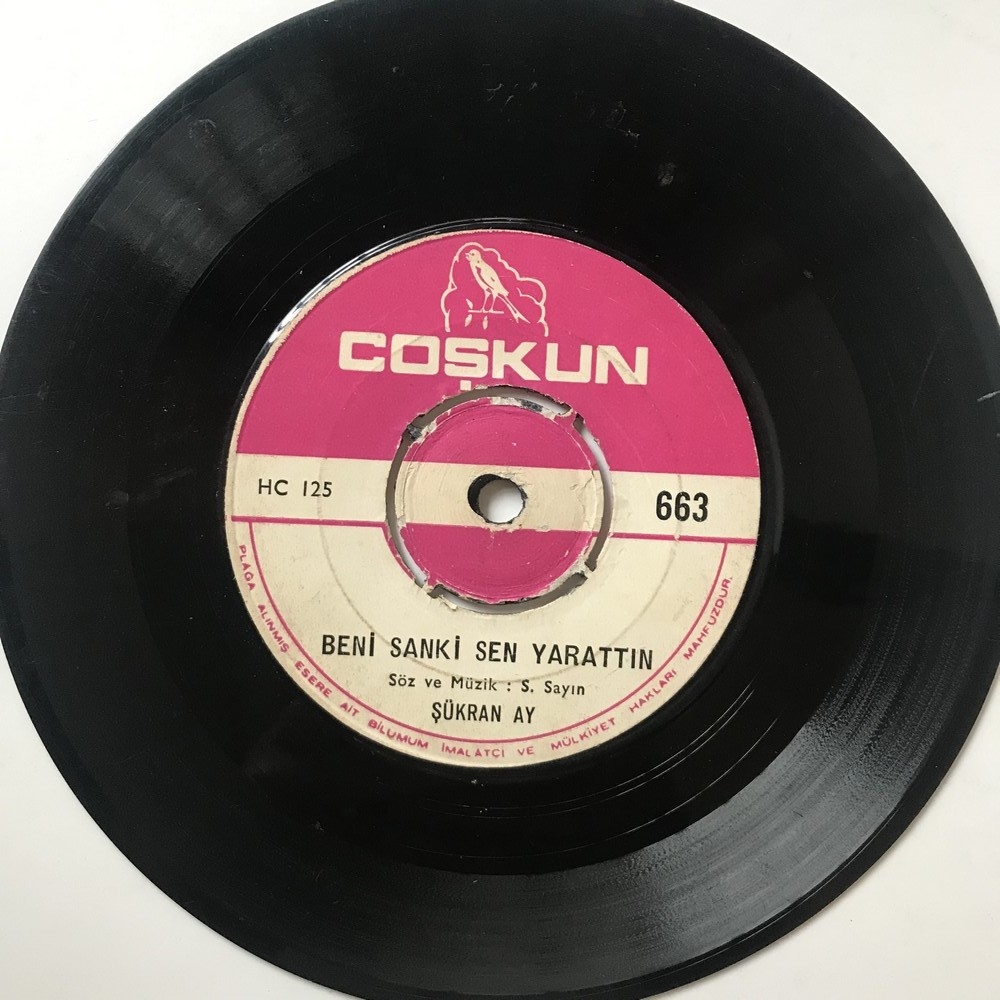 COŞKUN
HC 125
663
BENİ SANKİ SEN YARATTIN
Söz ve Müzik : S. Sayın
ŞÜKRAN AY
PLAĞA ALINMIŞ ESERE AİT BİLUMUM İMALÂTÇI VE MÜLKİYET HAKLARI MAHFUZDUR.